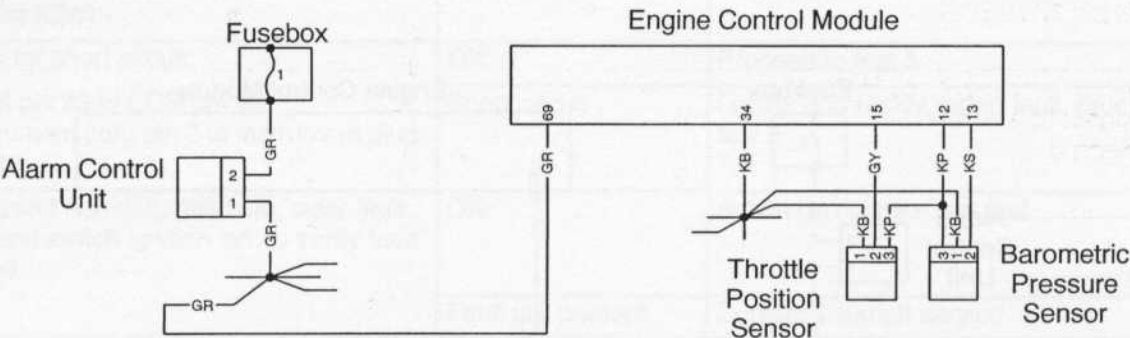 Engine Control Module
Fusebox
1
69
34
15
12
13
GR
GR
KB
GY
KP
KS
Alarm Control
Unit
2
1
GR
KB
KP
KB
1
2
3
3
1
2
Throttle
Position
Sensor
Barometric
Pressure
Sensor
GR